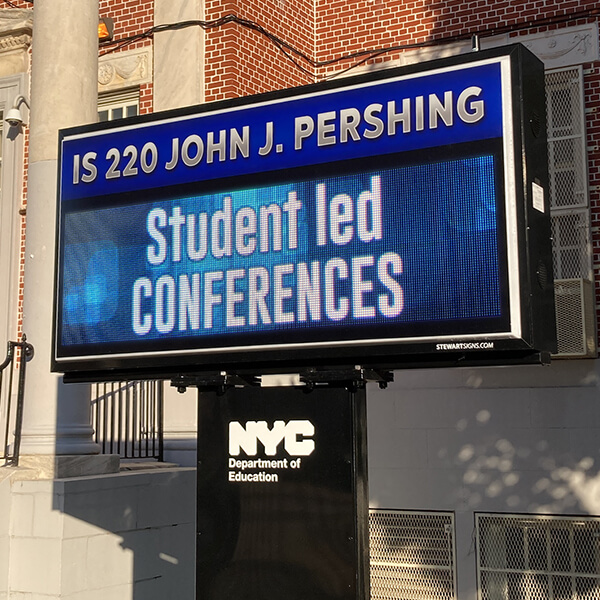 IS 220 JOHN J. PERSHING
Student led
CONFERENCES
STEWARTSIGNS.COM
NYC
Department of
Education